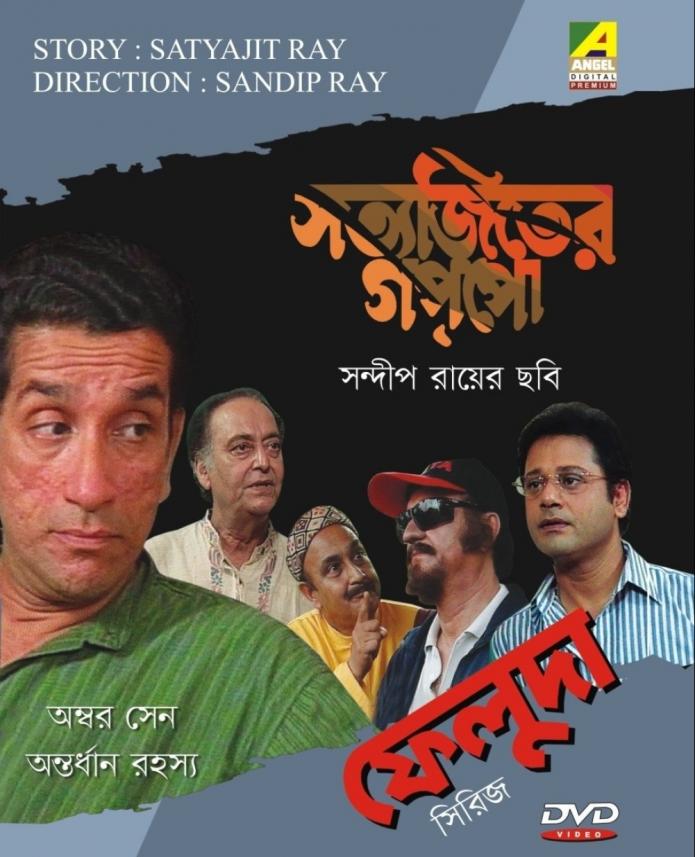 STORY : SATYAJIT RAY
DIRECTION : SANDIP RAY
A
ANGEL
DIGITAL
PREMIUM
সত্যজিতের
গপ্‌পো
সন্দীপ রায়ের ছবি
অম্বর সেন
অন্তর্ধান রহস্য
ফেলুদা
সিরিজ
DVD
VIDEO